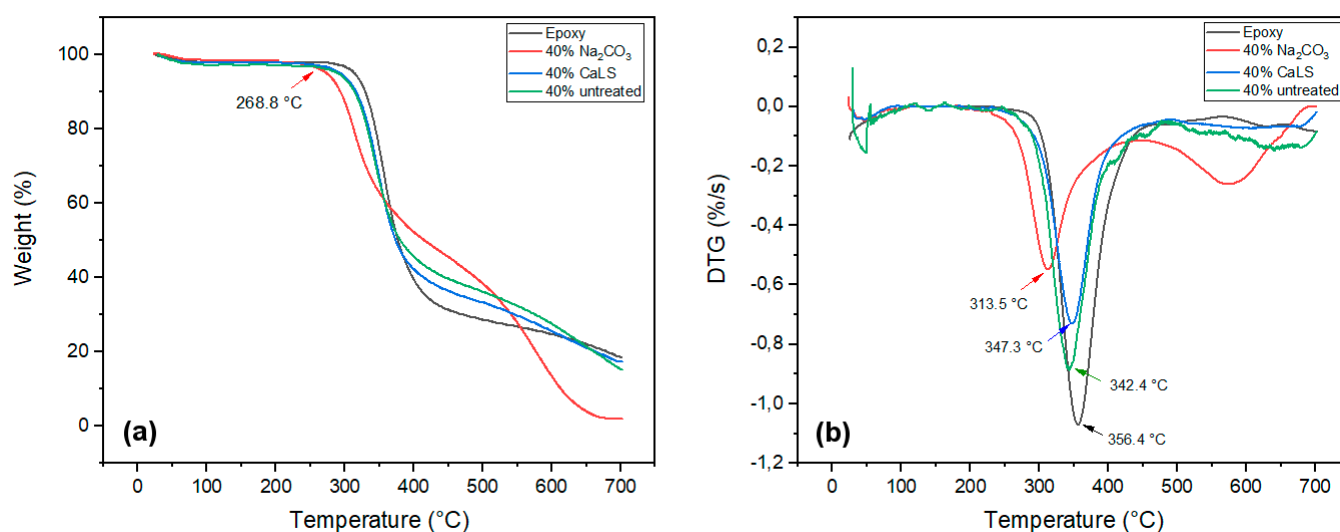 Epoxy
40% Na₂CO₃
40% CaLS
40% untreated
268.8 °C
100
80
60
40
20
0
Weight (%)
(a)
0 100 200 300 400 500 600 700
Temperature (°C)
Epoxy
40% Na₂CO₃
40% CaLS
40% untreated
0,2
0,0
-0,2
-0,4
-0,6
-0,8
-1,0
-1,2
DTG (%/s)
313.5 °C
347.3 °C
342.4 °C
356.4 °C
(b)
0 100 200 300 400 500 600 700
Temperature (°C)